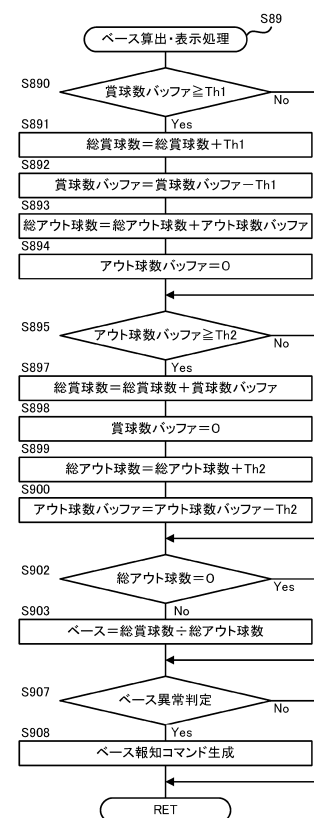 S89
ベース算出・表示処理
S890
賞球数バッファ≧Th1
No
Yes
S891
総賞球数=総賞球数+Th1
S892
賞球数バッファ=賞球数バッファ-Th1
S893
総アウト球数=総アウト球数+アウト球数バッファ
S894
アウト球数バッファ=0
S895
アウト球数バッファ≧Th2
No
Yes
S897
総賞球数=総賞球数+賞球数バッファ
S898
賞球数バッファ=0
S899
総アウト球数=総アウト球数+Th2
S900
アウト球数バッファ=アウト球数バッファ-Th2
S902
総アウト球数=0
Yes
No
S903
ベース=総賞球数÷総アウト球数
S907
ベース異常判定
No
Yes
S908
ベース報知コマンド生成
RET